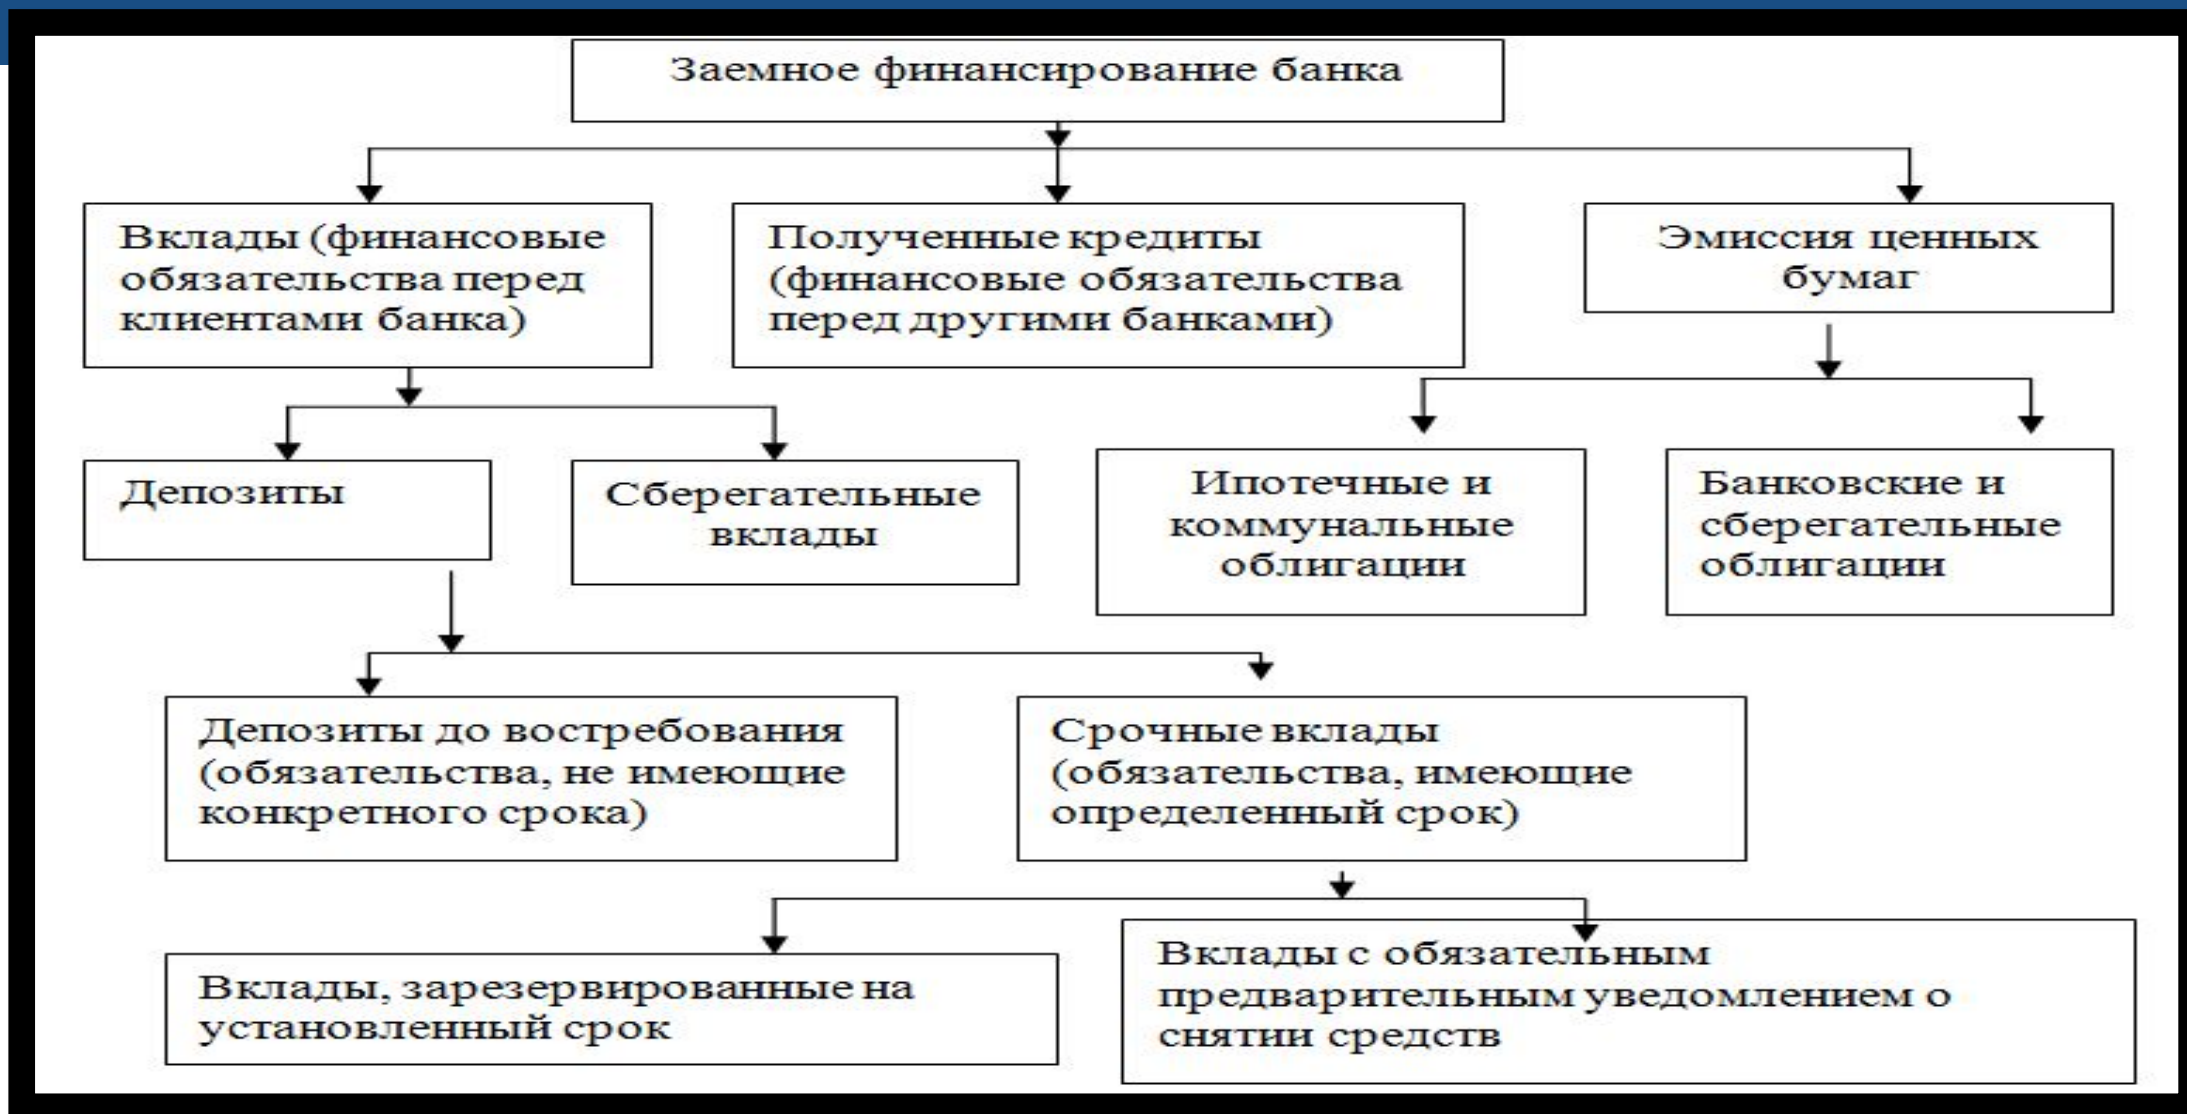 Заемное финансирование банка
Вклады (финансовые
обязательства перед
клиентами банка)
Полученные кредиты
(финансовые обязательства
перед другими банками)
Эмиссия ценных
бумаг
Депозиты
Сберегательные
вклады
Ипотечные и
коммунальные
облигации
Банковские и
сберегательные
облигации
Депозиты до востребования
(обязательства, не имеющие
конкретного срока)
Срочные вклады
(обязательства, имеющие
определенный срок)
Вклады, зарезервированные на
установленный срок
Вклады с обязательным
предварительным уведомлением о
снятии средств